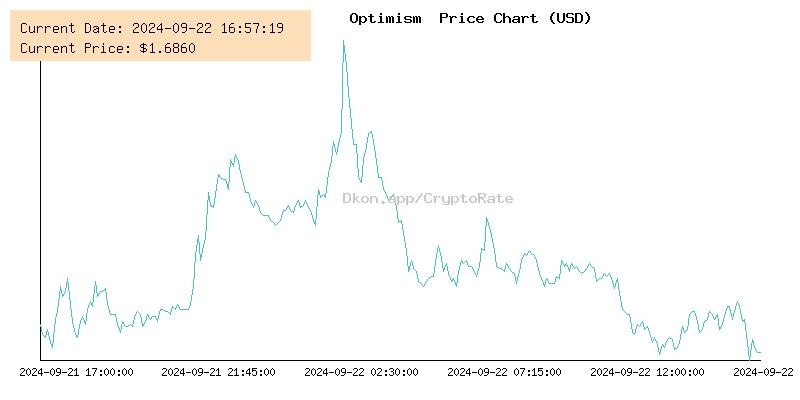 Optimism  Price Chart (USD)
Current Date: 2024-09-22 16:57:19
Current Price: $1.6860
Dkon.app/CryptoRate
2024-09-21 17:00:00 2024-09-21 21:45:00 2024-09-22 02:30:00 2024-09-22 07:15:00 2024-09-22 12:00:00 2024-09-22